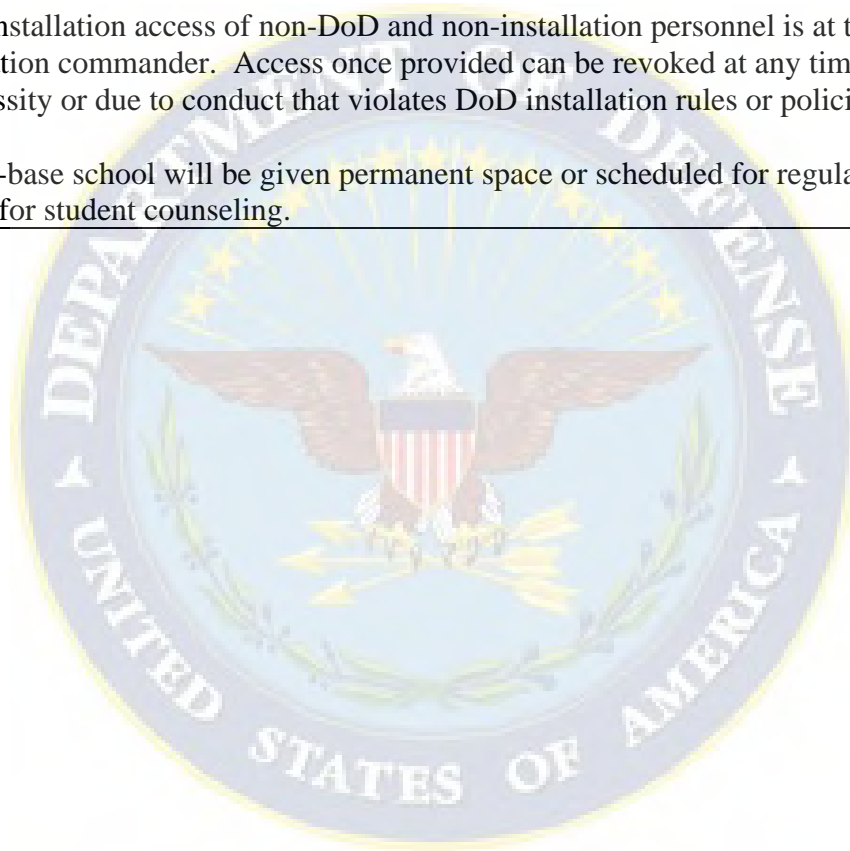 nstallation access of non-DoD and non-installation personnel is at t
tion commander.  Access once provided can be revoked at any tim
ssity or due to conduct that violates DoD installation rules or polici
-base school will be given permanent space or scheduled for regula
for student counseling.
DEPARTMENT OF DEFENSE
UNITED STATES OF AMERICA